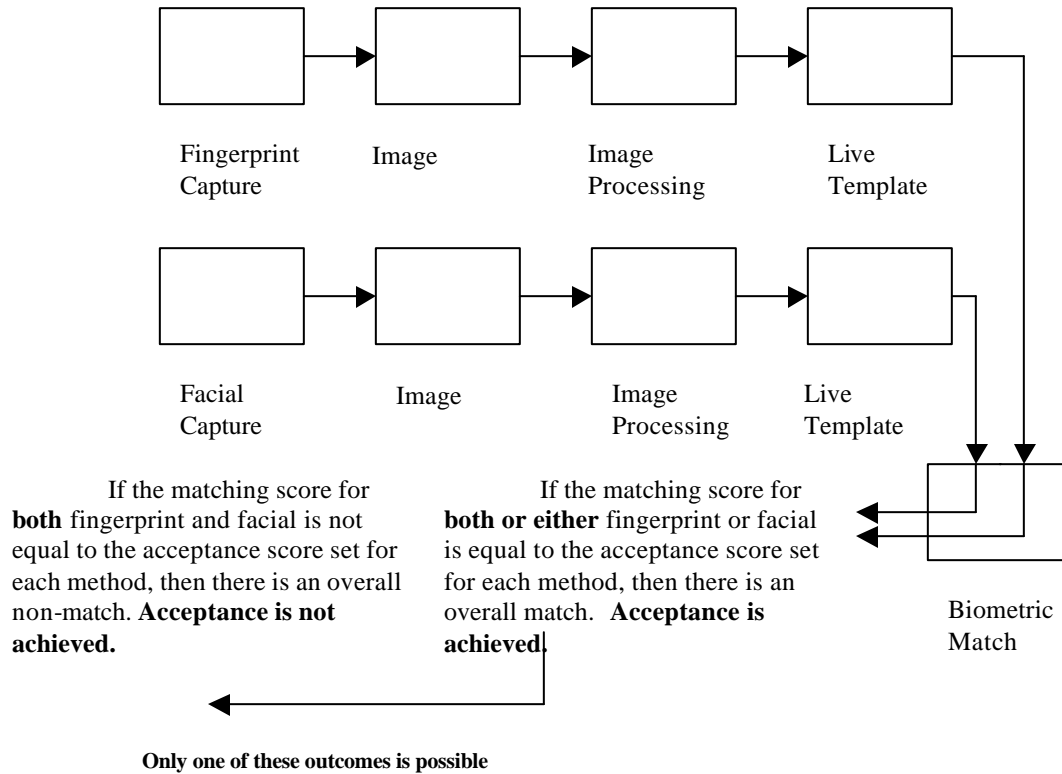 Fingerprint
Capture
Image
Image
Processing
Live
Template
Facial
Capture
Image
Image
Processing
Live
Template
If the matching score for
both fingerprint and facial is not
equal to the acceptance score set for
each method, then there is an overall
non-match. Acceptance is not
achieved.
If the matching score for
both or either fingerprint or facial
is equal to the acceptance score set
for each method, then there is an
overall match. Acceptance is
achieved.
Biometric
Match
Only one of these outcomes is possible